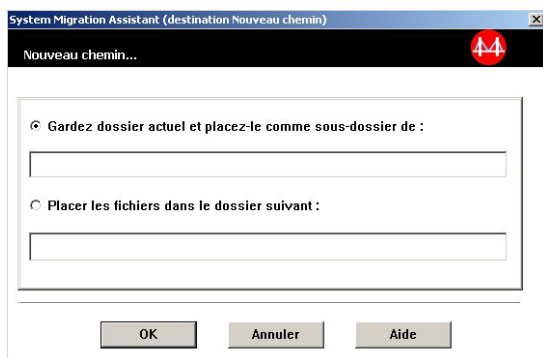 System Migration Assistant (destination Nouveau chemin)
Nouveau chemin...
Gardez dossier actuel et placez-le comme sous-dossier de :
Placer les fichiers dans le dossier suivant :
OK Annuler Aide